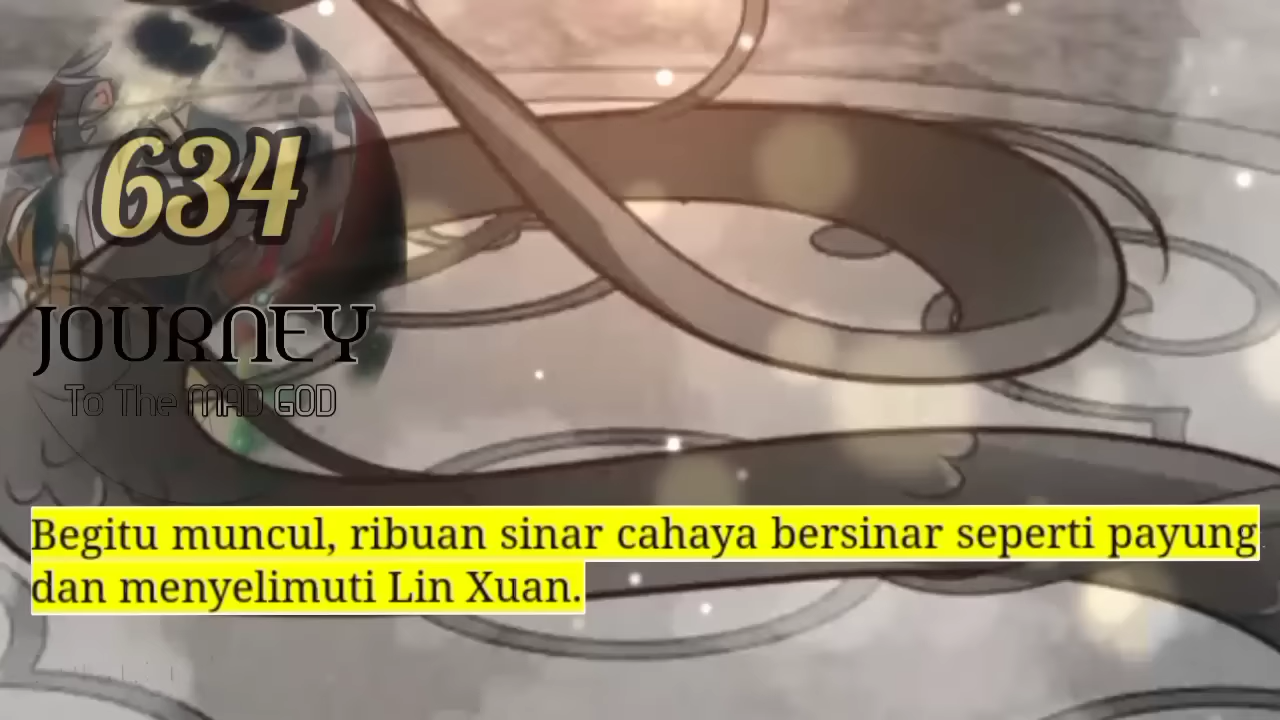 634
JOURNEY
To The MAD GOD
Begitu muncul, ribuan sinar cahaya bersinar seperti payung
dan menyelimuti Lin Xuan.